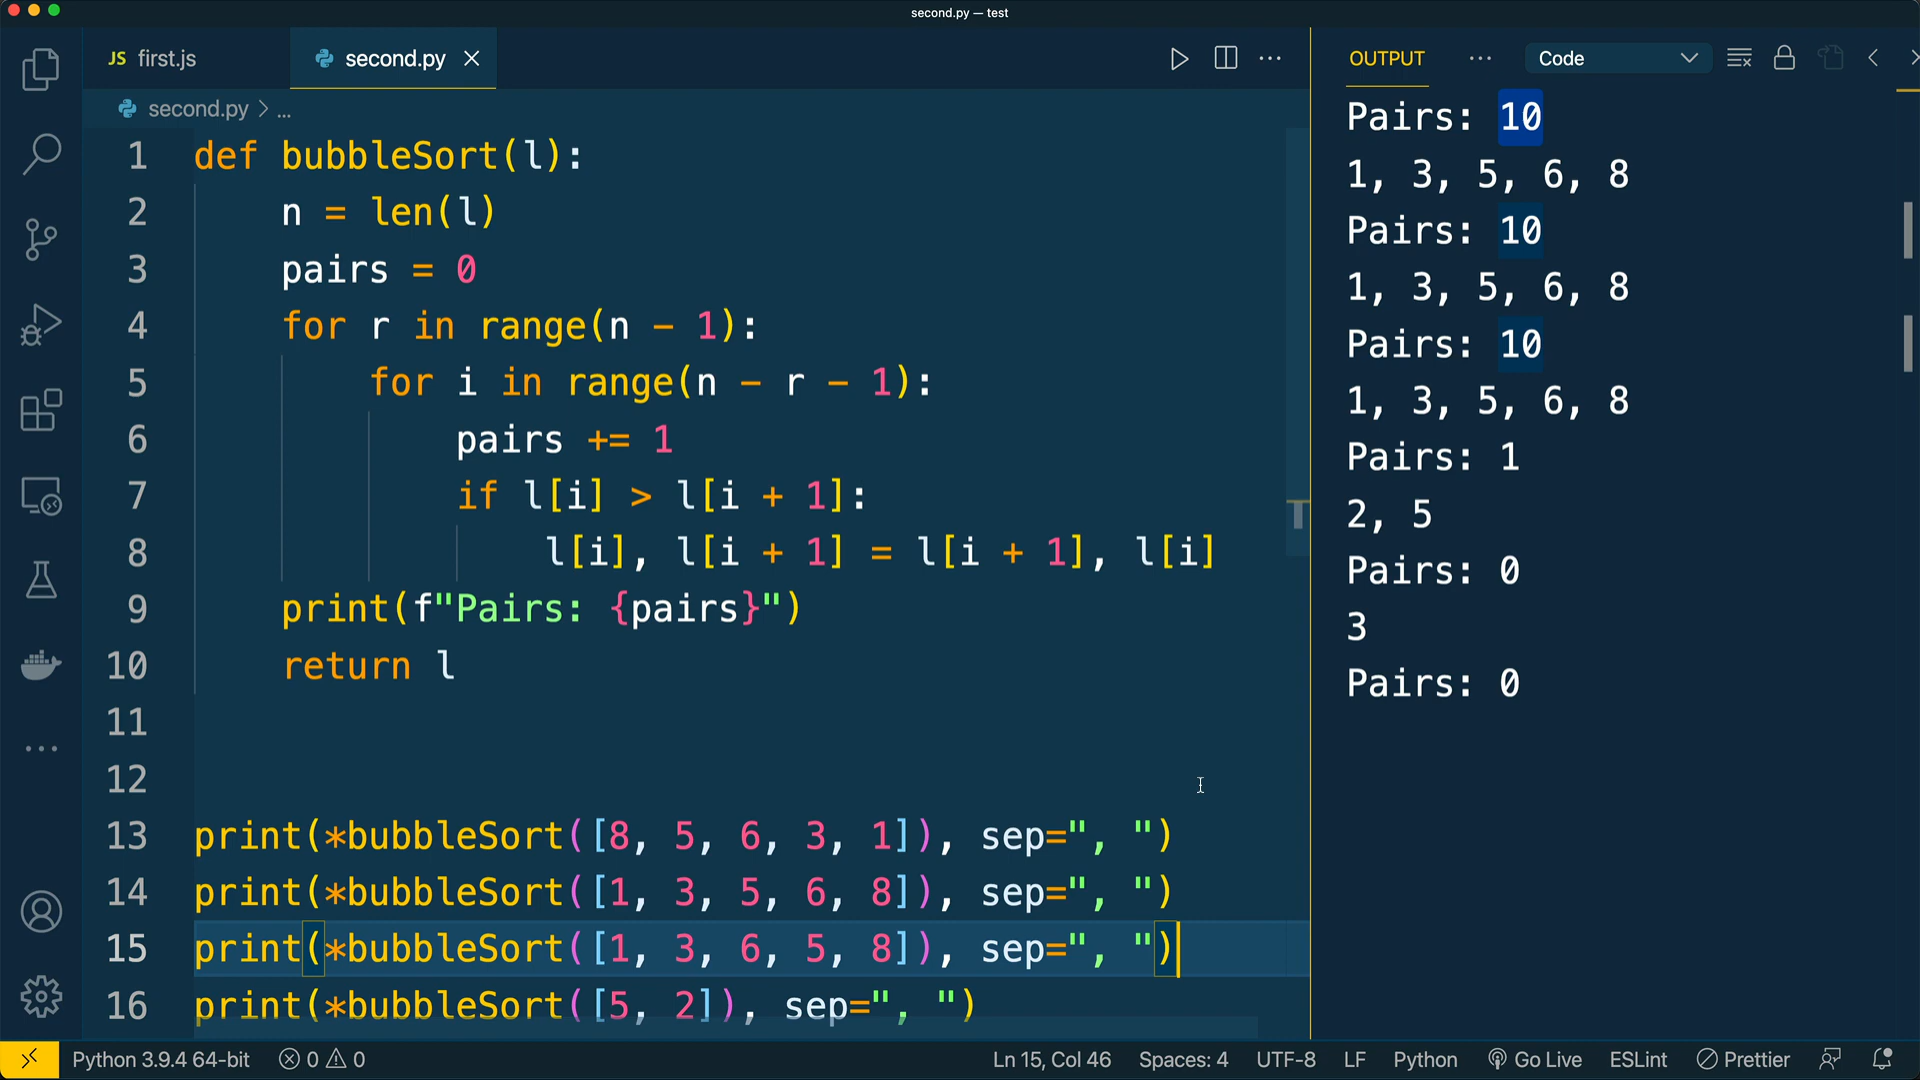 second.py — test
JS first.js
second.py
second.py > ...
1 def bubbleSort(l):
2 n = len(l)
3 pairs = 0
4 for r in range(n - 1):
5 for i in range(n - r - 1):
6 pairs += 1
7 if l[i] > l[i + 1]:
8 l[i], l[i + 1] = l[i + 1], l[i]
9 print(f"Pairs: {pairs}")
10 return l
11
12
13 print(*bubbleSort([8, 5, 6, 3, 1]), sep=", ")
14 print(*bubbleSort([1, 3, 5, 6, 8]), sep=", ")
15 print(*bubbleSort([1, 3, 6, 5, 8]), sep=", ")
16 print(*bubbleSort([5, 2]), sep=", ")
OUTPUT ... Code
Pairs: 10
1, 3, 5, 6, 8
Pairs: 10
1, 3, 5, 6, 8
Pairs: 10
1, 3, 5, 6, 8
Pairs: 1
2, 5
Pairs: 0
3
Pairs: 0
Python 3.9.4 64-bit 0 0 Ln 15, Col 46 Spaces: 4 UTF-8 LF Python Go Live ESLint Prettier